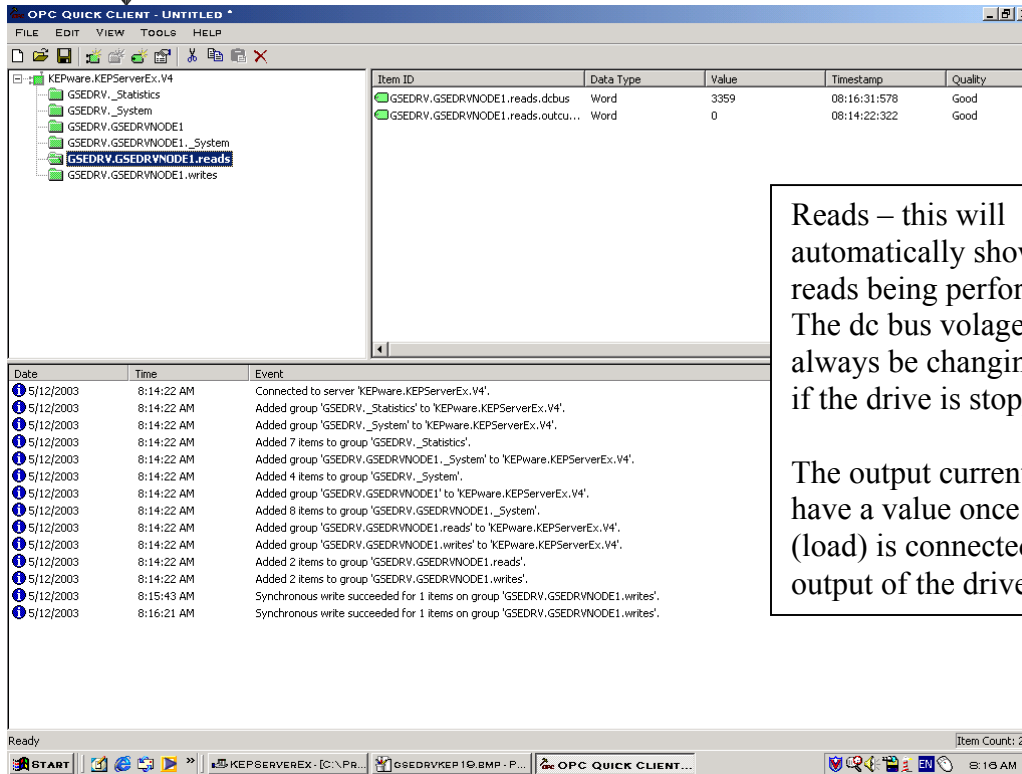 OPC QUICK CLIENT - UNTITLED *
FILE EDIT VIEW TOOLS HELP
KEPware.KEPServerEx.V4
GSEDRV._Statistics
GSEDRV._System
GSEDRV.GSEDRVNODE1
GSEDRV.GSEDRVNODE1._System
GSEDRV.GSEDRVNODE1.reads
GSEDRV.GSEDRVNODE1.writes
Item ID Data Type Value Timestamp Quality
GSEDRV.GSEDRVNODE1.reads.dcbus Word 3359 08:16:31:578 Good
GSEDRV.GSEDRVNODE1.reads.outcu... Word 0 08:14:22:322 Good
Reads – this will
automatically show
reads being perfor
The dc bus volage
always be changin
if the drive is stop
The output current
have a value once
(load) is connected
output of the drive
Date Time Event
5/12/2003 8:14:22 AM Connected to server 'KEPware.KEPServerEx.V4'.
5/12/2003 8:14:22 AM Added group 'GSEDRV._Statistics' to 'KEPware.KEPServerEx.V4'.
5/12/2003 8:14:22 AM Added group 'GSEDRV._System' to 'KEPware.KEPServerEx.V4'.
5/12/2003 8:14:22 AM Added 7 items to group 'GSEDRV._Statistics'.
5/12/2003 8:14:22 AM Added group 'GSEDRV.GSEDRVNODE1._System' to 'KEPware.KEPServerEx.V4'.
5/12/2003 8:14:22 AM Added 4 items to group 'GSEDRV._System'.
5/12/2003 8:14:22 AM Added group 'GSEDRV.GSEDRVNODE1' to 'KEPware.KEPServerEx.V4'.
5/12/2003 8:14:22 AM Added 8 items to group 'GSEDRV.GSEDRVNODE1._System'.
5/12/2003 8:14:22 AM Added group 'GSEDRV.GSEDRVNODE1.reads' to 'KEPware.KEPServerEx.V4'.
5/12/2003 8:14:22 AM Added group 'GSEDRV.GSEDRVNODE1.writes' to 'KEPware.KEPServerEx.V4'.
5/12/2003 8:14:22 AM Added 2 items to group 'GSEDRV.GSEDRVNODE1.reads'.
5/12/2003 8:14:22 AM Added 2 items to group 'GSEDRV.GSEDRVNODE1.writes'.
5/12/2003 8:15:43 AM Synchronous write succeeded for 1 items on group 'GSEDRV.GSEDRVNODE1.writes'.
5/12/2003 8:16:21 AM Synchronous write succeeded for 1 items on group 'GSEDRV.GSEDRVNODE1.writes'.
Ready Item Count: 2
START » KEPSERVEREX - [C:\PR... GSEDRVKEP19.BMP - P... OPC QUICK CLIENT... EN 8:16 AM